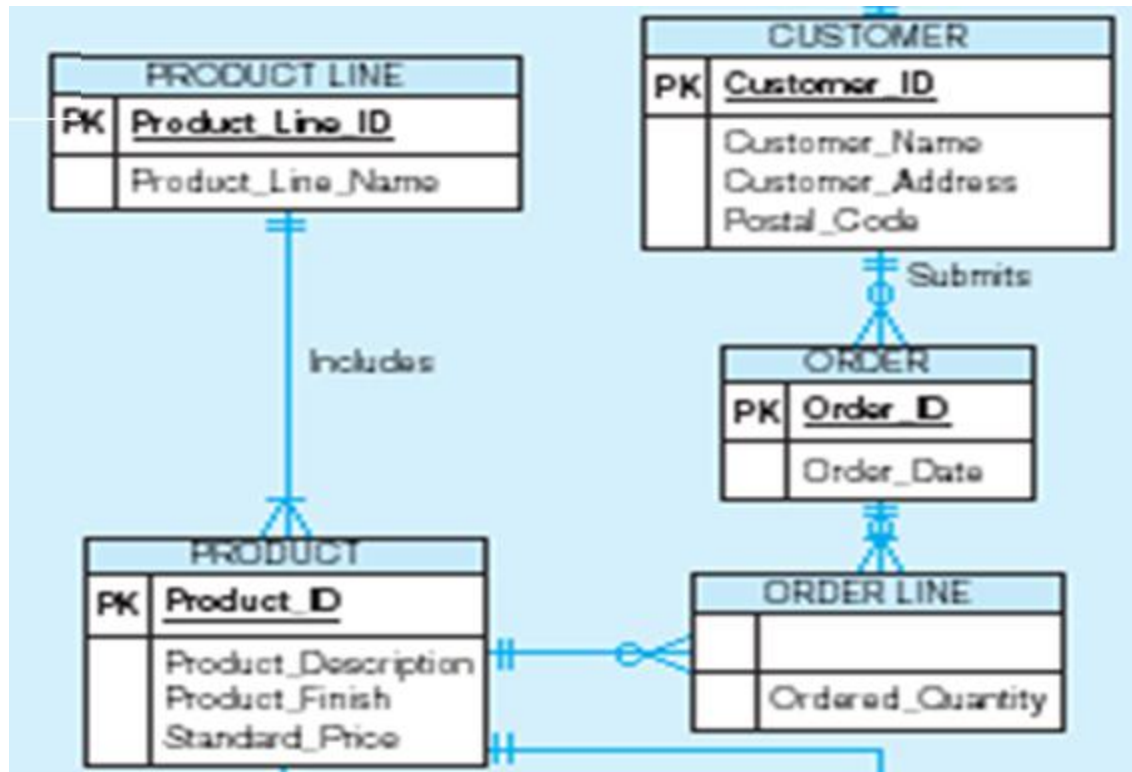 PRODUCT LINE
PK Product_Line_ID
Product_Line_Name
Includes
CUSTOMER
PK Customer_ID
Customer_Name
Customer_Address
Postal_Code
Submits
ORDER
PK Order_ID
Order_Date
PRODUCT
PK Product_ID
Product_Description
Product_Finish
Standard_Price
ORDER LINE
Ordered_Quantity